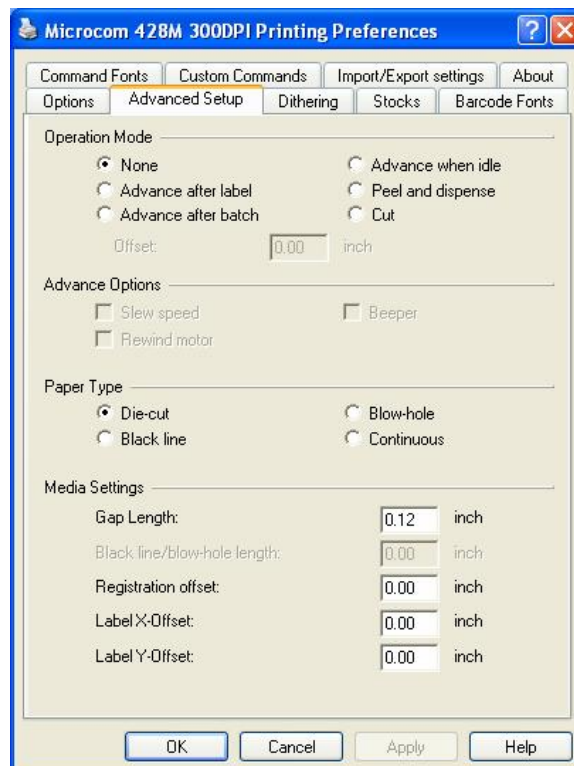 Microcom 428M 300DPI Printing Preferences
Command Fonts Custom Commands Import/Export settings About
Options Advanced Setup Dithering Stocks Barcode Fonts
Operation Mode
None Advance when idle
Advance after label Peel and dispense
Advance after batch Cut
Offset: 0.00 inch
Advance Options
Slew speed Beeper
Rewind motor
Paper Type
Die-cut Blow-hole
Black line Continuous
Media Settings
Gap Length: 0.12 inch
Black line/blow-hole length: 0.00 inch
Registration offset: 0.00 inch
Label X-Offset: 0.00 inch
Label Y-Offset: 0.00 inch
OK Cancel Apply Help